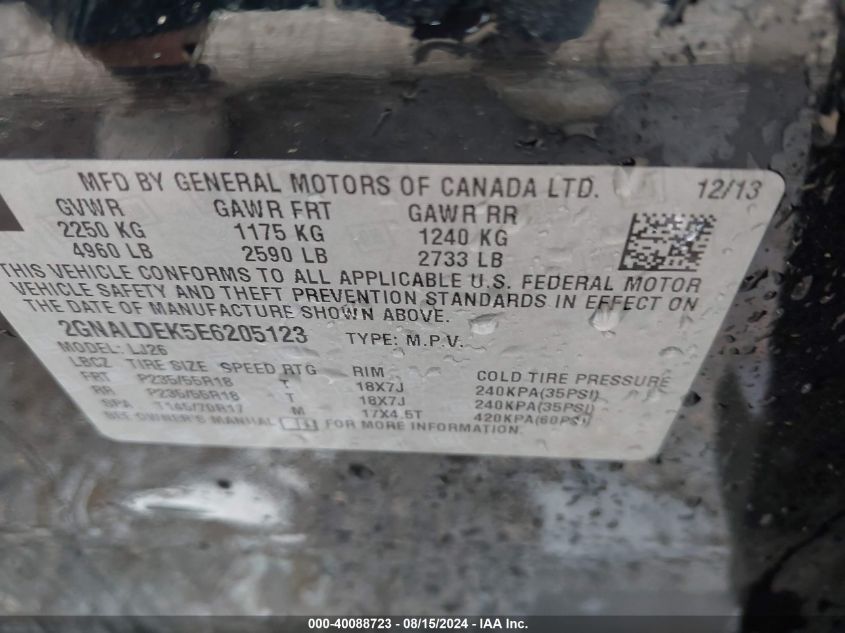 MFD BY GENERAL MOTORS OF CANADA LTD. 12/13
GVWR GAWR FRT GAWR RR
2250 KG 1175 KG 1240 KG
4960 LB 2590 LB 2733 LB
THIS VEHICLE CONFORMS TO ALL APPLICABLE U.S. FEDERAL MOTOR
VEHICLE SAFETY AND THEFT PREVENTION STANDARDS IN EFFECT ON
THE DATE OF MANUFACTURE SHOWN ABOVE.
2GNALDEK5E6205123 TYPE: M.P.V.
MODEL: LJ26
LBCZ TIRE SIZE SPEED RTG RIM COLD TIRE PRESSURE
FRT P235/55R18 T 18X7J 240KPA(35PSI)
RR P235/55R18 T 18X7J 240KPA(35PSI)
SPA T145/70R17 M 17X4.5T 420KPA(60PSI)
SEE OWNER'S MANUAL FOR MORE INFORMATION.
000-40088723 - 08/15/2024 - IAA Inc.